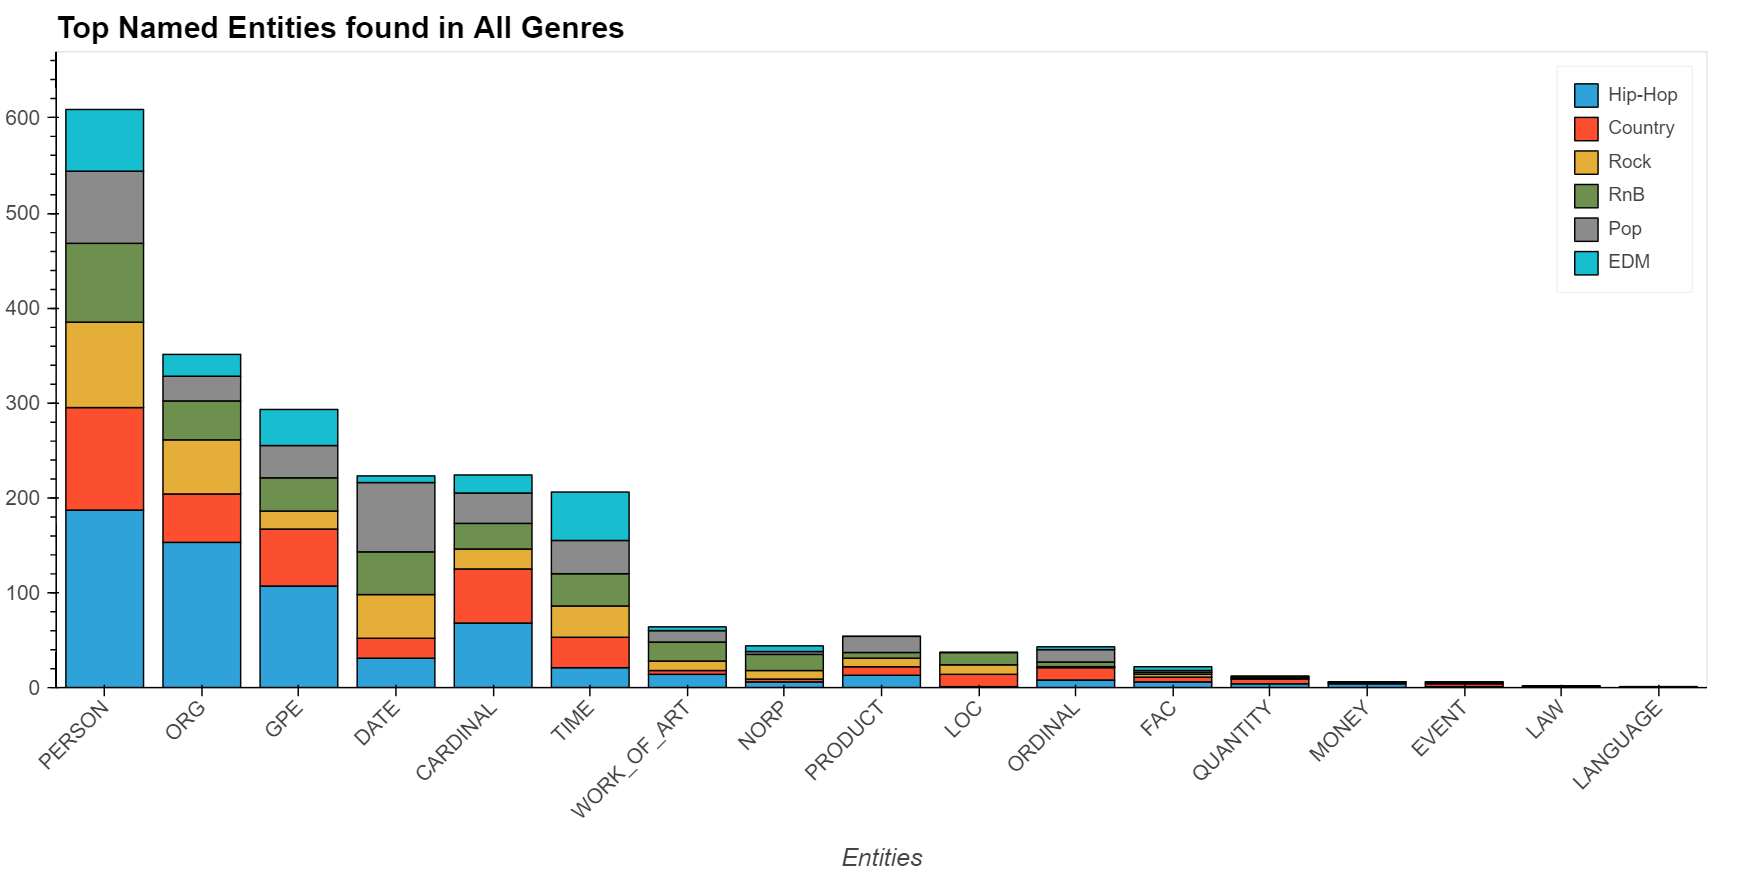 Top Named Entities found in All Genres
600
500
400
300
200
100
0
Hip-Hop
Country
Rock
RnB
Pop
EDM
PERSON
ORG
GPE
DATE
CARDINAL
TIME
WORK_OF_ART
NORP
PRODUCT
LOC
ORDINAL
FAC
QUANTITY
MONEY
EVENT
LAW
LANGUAGE
Entities